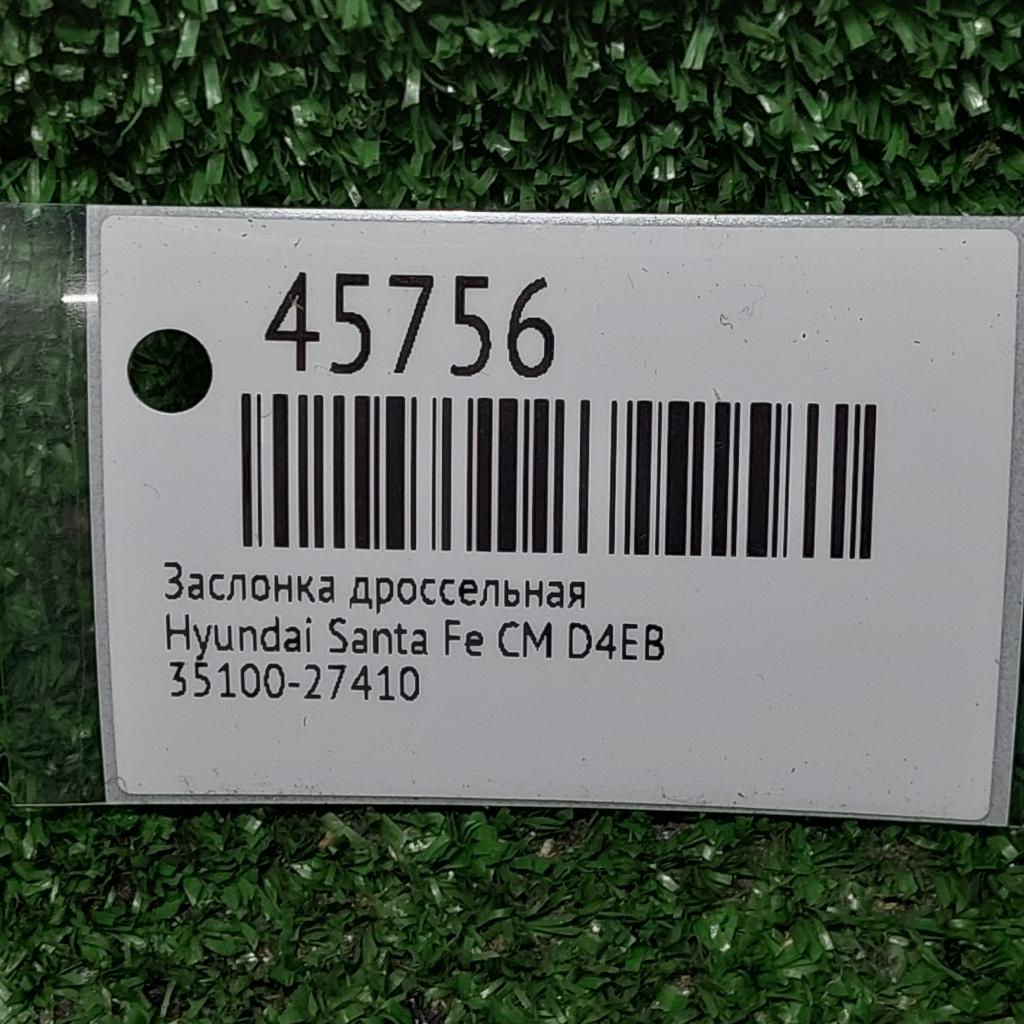 45756
Заслонка дроссельная
Hyundai Santa Fe CM D4EB
35100-27410